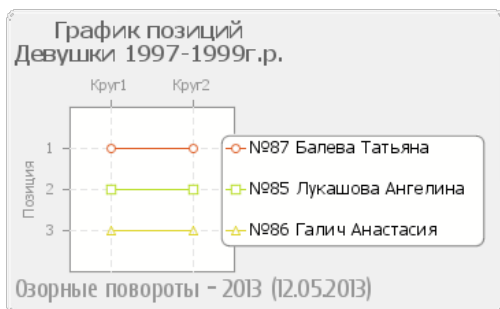 График позиций
Девушки 1997-1999г.р.
Круг1 Круг2
Позиция
1
2
3
№87 Балева Татьяна
№85 Лукашова Ангелина
№86 Галич Анастасия
Озорные повороты - 2013 (12.05.2013)